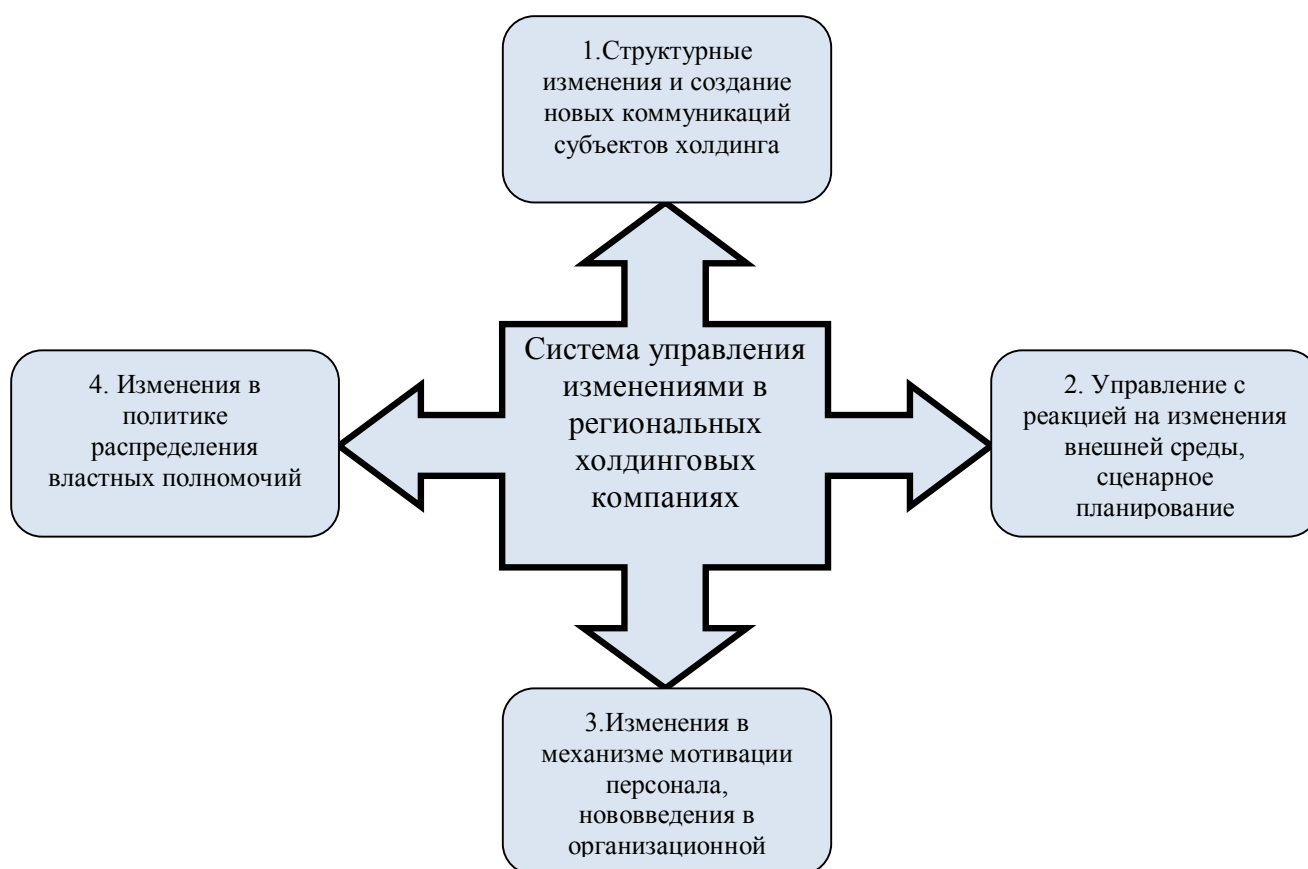 1.Структурные
изменения и создание
новых коммуникаций
субъектов холдинга
Система управления
изменениями в
региональных
холдинговых
компаниях
4. Изменения в
политике
распределения
властных полномочий
2. Управление с
реакцией на изменения
внешней среды,
сценарное
планирование
3.Изменения в
механизме мотивации
персонала,
нововведения в
организационной